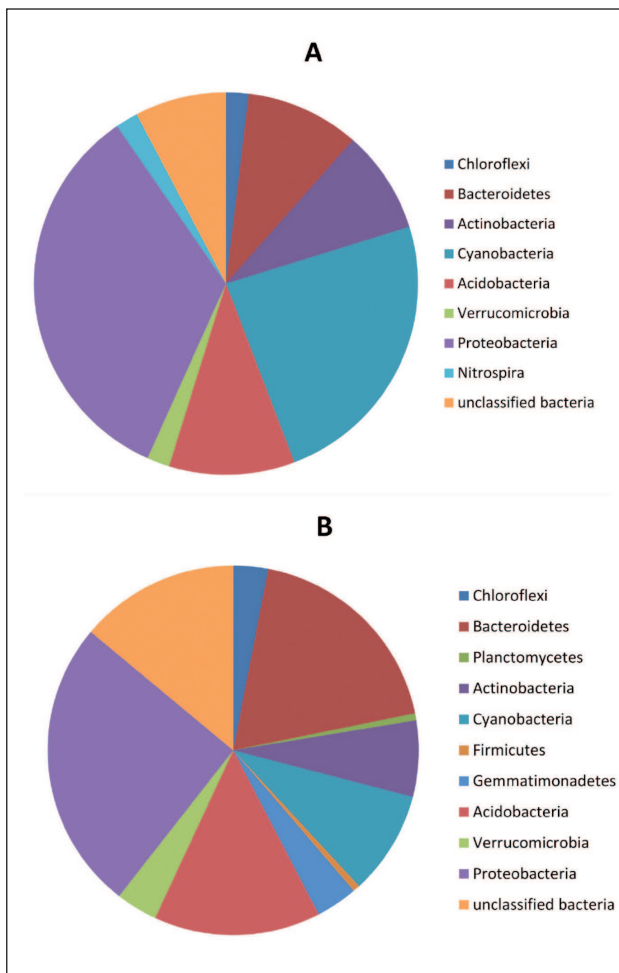 A
Chloroflexi
Bacteroidetes
Actinobacteria
Cyanobacteria
Acidobacteria
Verrucomicrobia
Proteobacteria
Nitrospira
unclassified bacteria
B
Chloroflexi
Bacteroidetes
Planctomycetes
Actinobacteria
Cyanobacteria
Firmicutes
Gemmatimonadetes
Acidobacteria
Verrucomicrobia
Proteobacteria
unclassified bacteria